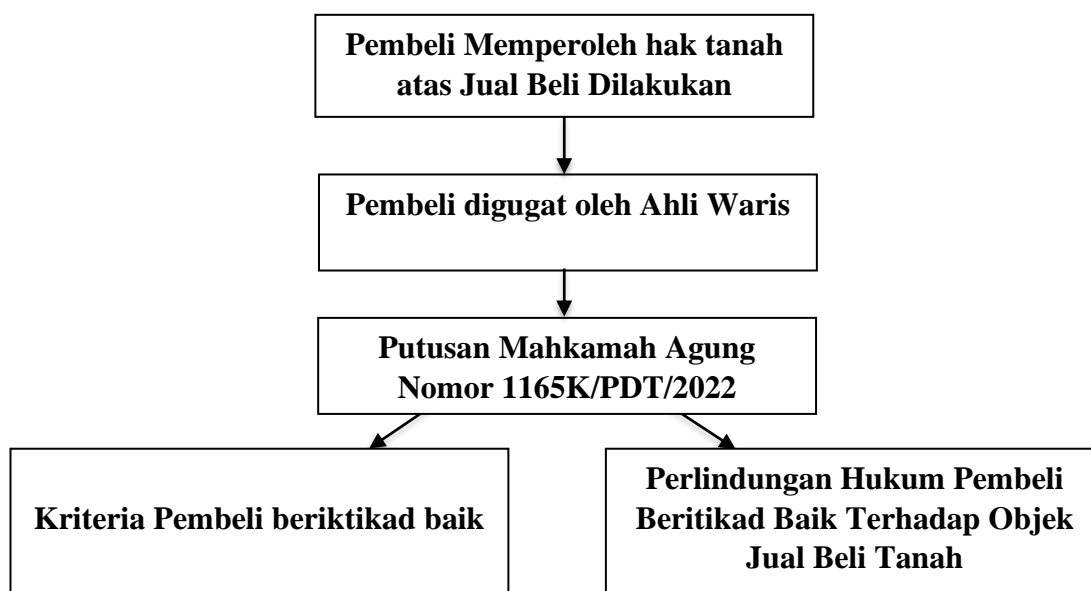 Pembeli Memperoleh hak tanah
atas Jual Beli Dilakukan
Pembeli digugat oleh Ahli Waris
Putusan Mahkamah Agung
Nomor 1165K/PDT/2022
Kriteria Pembeli beriktikad baik
Perlindungan Hukum Pembeli
Beritikad Baik Terhadap Objek
Jual Beli Tanah